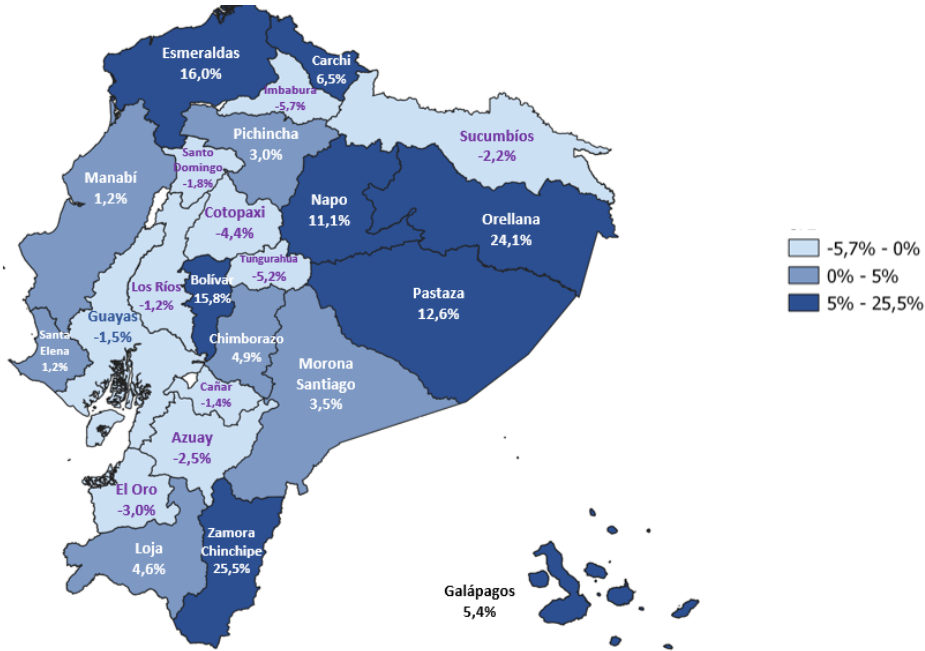 Esmeraldas
16,0%
Carchi
6,5%
Imbabura
-5,7%
Pichincha
3,0%
Sucumbíos
-2,2%
Santo
Domingo
-1,8%
Manabí
1,2%
Napo
11,1%
Orellana
24,1%
Cotopaxi
-4,4%
Tungurahua
-5,2%
Bolívar
15,8%
Los Ríos
-1,2%
Pastaza
12,6%
Guayas
-1,5%
Santa
Elena
1,2%
Chimborazo
4,9%
Morona
Santiago
3,5%
Cañar
-1,4%
Azuay
-2,5%
El Oro
-3,0%
Loja
4,6%
Zamora
Chinchipe
25,5%
Galápagos
5,4%
-5,7% - 0%
0% - 5%
5% - 25,5%